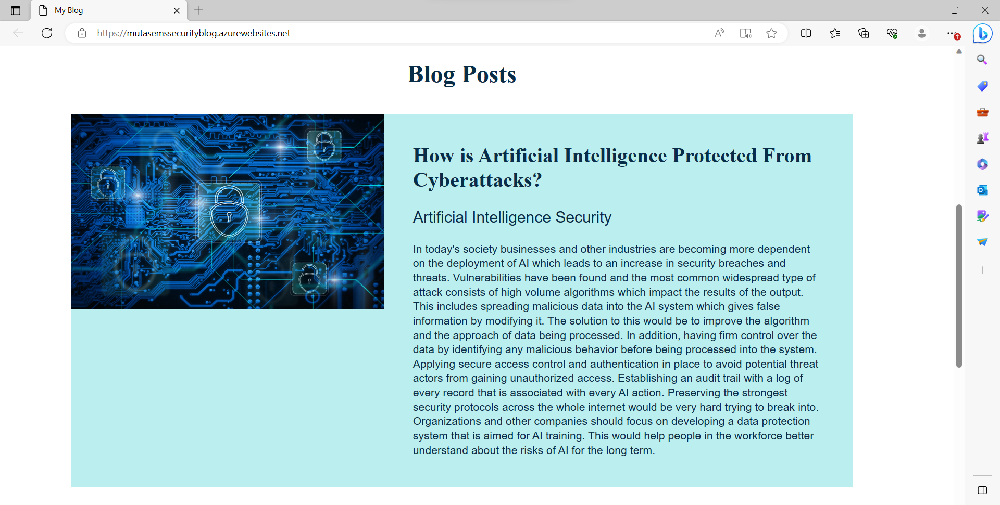 My Blog
https://mutasemssecurityblog.azurewebsites.net
Blog Posts
How is Artificial Intelligence Protected From
Cyberattacks?
Artificial Intelligence Security
In today's society businesses and other industries are becoming more dependent
on the deployment of AI which leads to an increase in security breaches and
threats. Vulnerabilities have been found and the most common widespread type of
attack consists of high volume algorithms which impact the results of the output.
This includes spreading malicious data into the AI system which gives false
information by modifying it. The solution to this would be to improve the algorithm
and the approach of data being processed. In addition, having firm control over the
data by identifying any malicious behavior before being processed into the system.
Applying secure access control and authentication in place to avoid potential threat
actors from gaining unauthorized access. Establishing an audit trail with a log of
every record that is associated with every AI action. Preserving the strongest
security protocols across the whole internet would be very hard trying to break into.
Organizations and other companies should focus on developing a data protection
system that is aimed for AI training. This would help people in the workforce better
understand about the risks of AI for the long term.